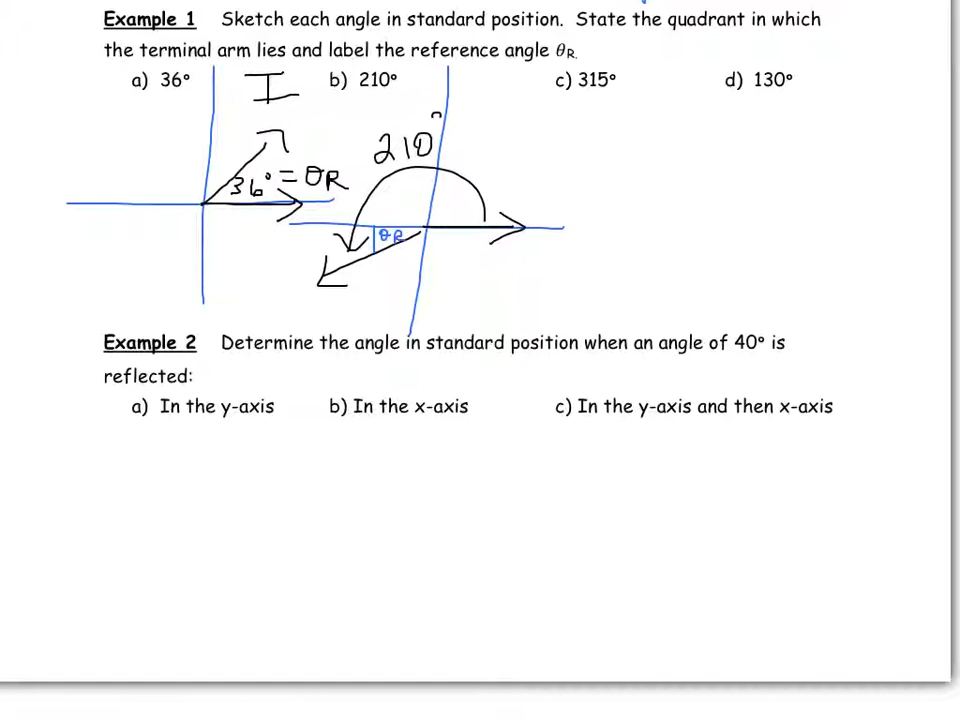 Example 1 Sketch each angle in standard position. State the quadrant in which
the terminal arm lies and label the reference angle θR.
a) 36° b) 210° c) 315° d) 130°
I
210°
36° = θR
θR
Example 2 Determine the angle in standard position when an angle of 40° is
reflected:
a) In the y-axis b) In the x-axis c) In the y-axis and then x-axis